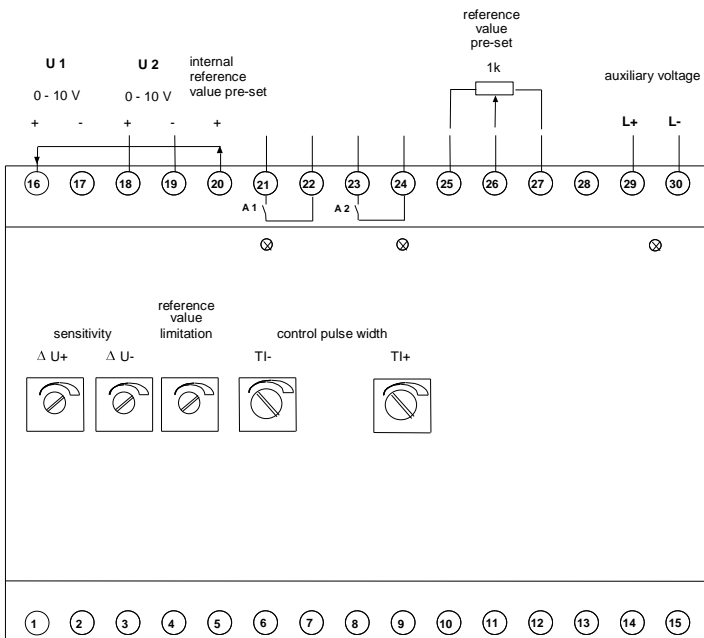 reference
value
pre-set
1k
U 1
U 2
internal
reference
value pre-set
auxiliary voltage
0 - 10 V
0 - 10 V
+ - + - +
L+ L-
16 17 18 19 20 21 22 23 24 25 26 27 28 29 30
A 1
A 2
reference
value
limitation
sensitivity
control pulse width
Δ U+
Δ U-
TI-
TI+
1 2 3 4 5 6 7 8 9 10 11 12 13 14 15